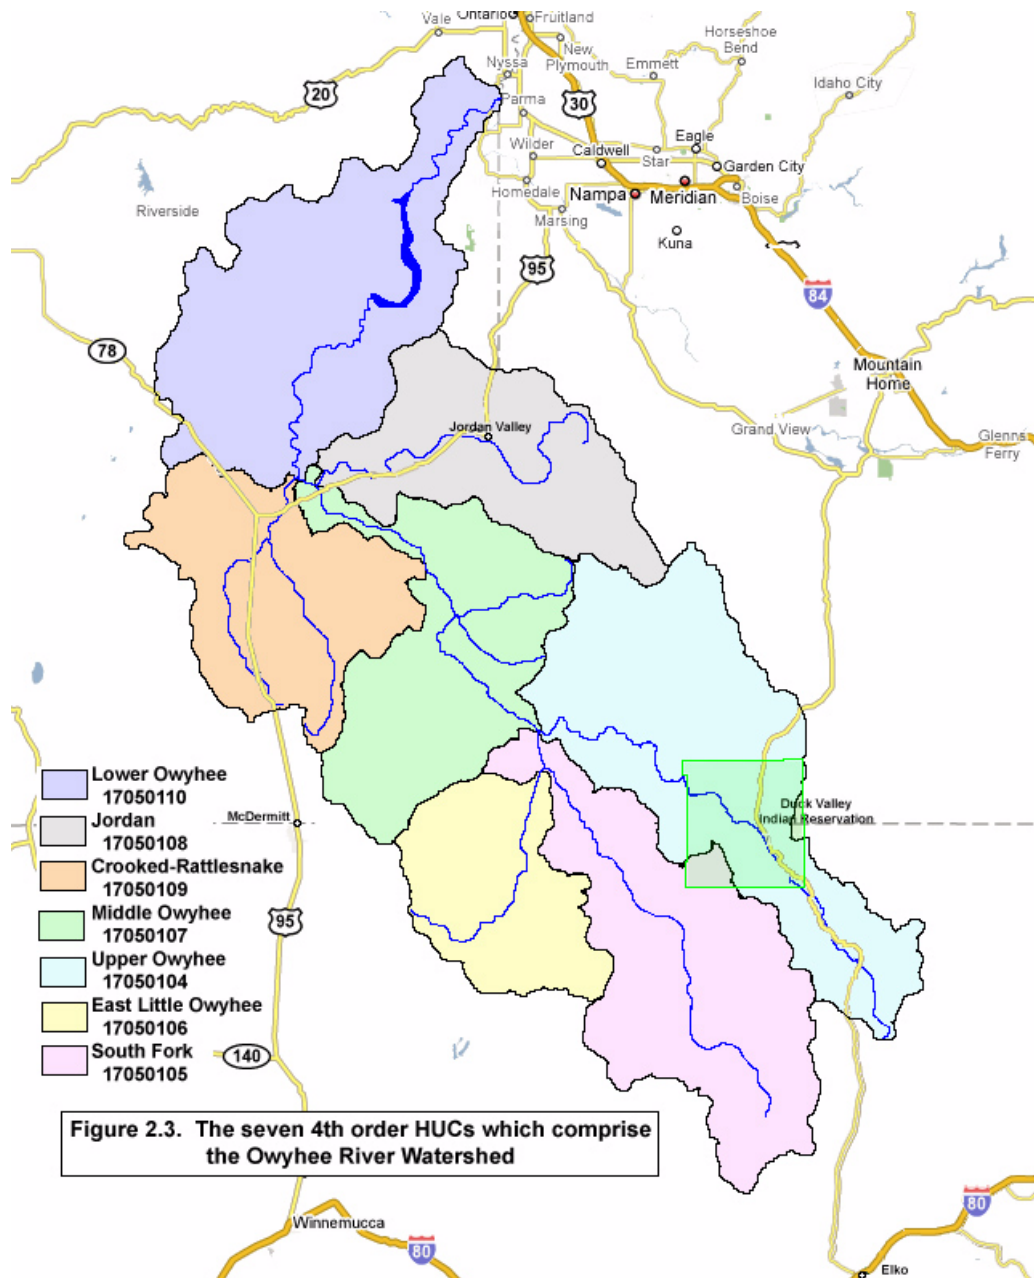 Ontario
Fruitland
Vale
New
Plymouth
Horseshoe
Bend
Nyssa
Emmett
Idaho City
20
Parma
30
Eagle
Wilder
Caldwell
Star
Garden City
Homedale
Nampa
Meridian
Boise
Riverside
Marsing
Kuna
95
84
78
Mountain
Home
Jordan Valley
Grand View
Glenns
Ferry
Lower Owyhee
17050110
Jordan
17050108
Crooked-Rattlesnake
17050109
Middle Owyhee
17050107
Upper Owyhee
17050104
East Little Owyhee
17050106
South Fork
17050105
McDermitt
Duck Valley
Indian Reservation
95
140
Figure 2.3. The seven 4th order HUCs which comprise
the Owyhee River Watershed
Winnemucca
80
80
Elko